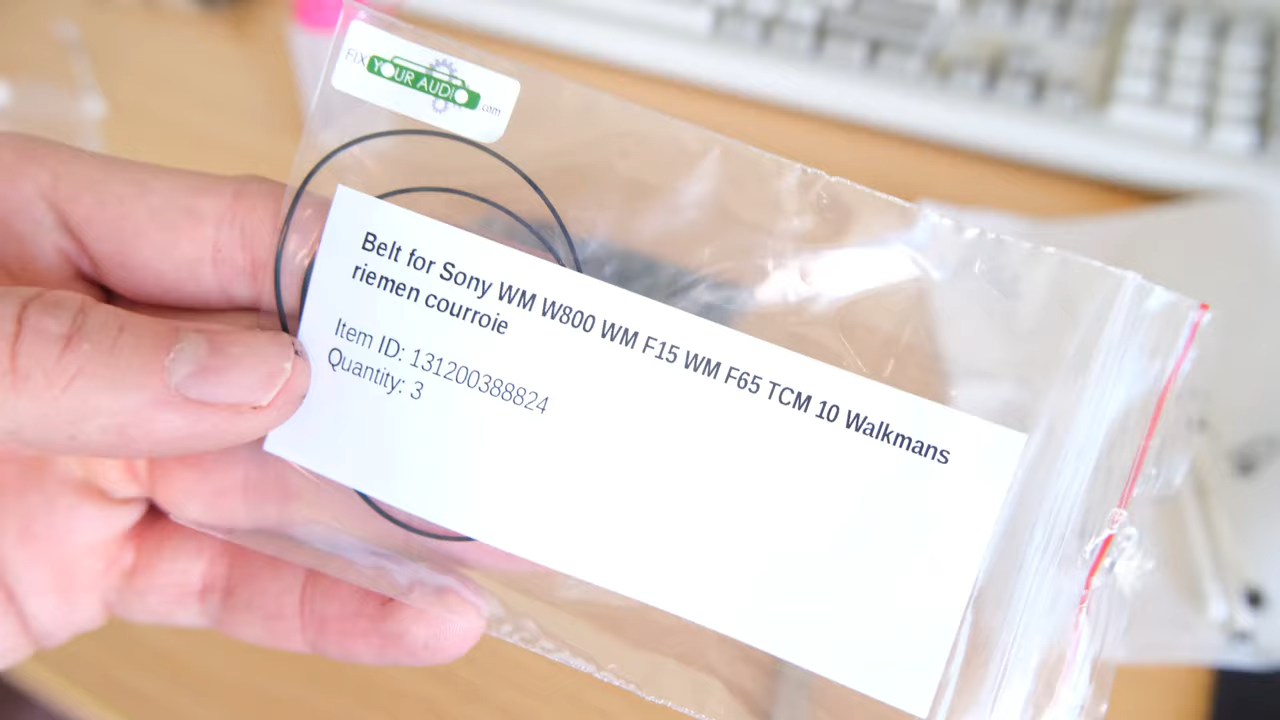 FIX YOUR AUDIO .com
Belt for Sony WM W800 WM F15 WM F65 TCM 10 Walkmans
riemen courroie
Item ID: 131200388824
Quantity: 3